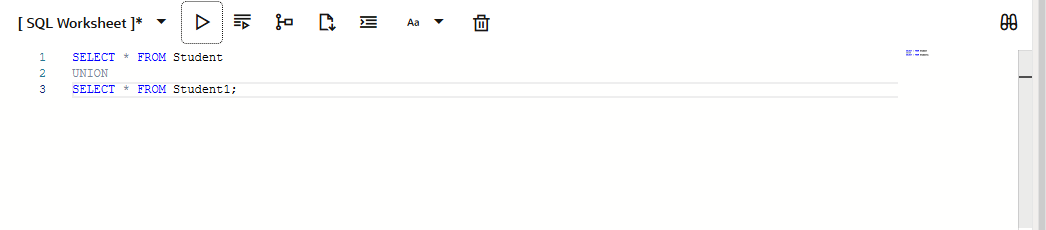 [ SQL Worksheet ]* Aa
1 SELECT * FROM Student
2 UNION
3 SELECT * FROM Student1;